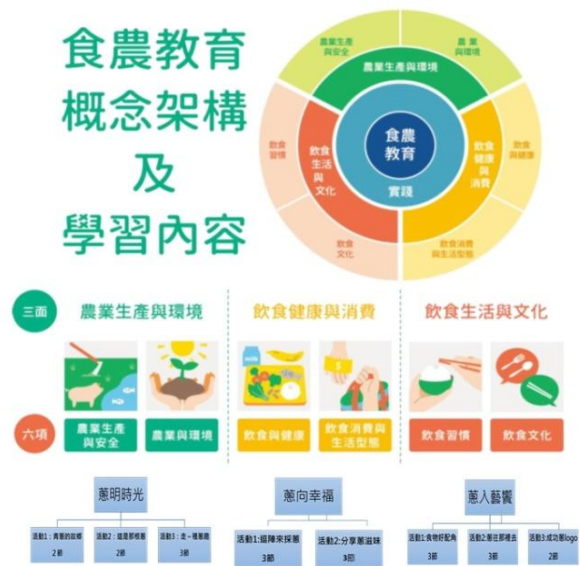 食農教育
概念架構
及
學習內容
農業生產
與安全
農業
與環境
農業生產與環境
飲食
習慣
飲食
生活
與
文化
食農
教育
實踐
飲食
健康
與
消費
飲食
與健康
飲食
文化
飲食消費
與生活型態
三面
農業生產與環境
飲食健康與消費
飲食生活與文化
六項
農業生產
與安全
農業與環境
飲食與健康
飲食消費與
生活型態
飲食習慣
飲食文化
蔥明時光
蔥向幸福
蔥人藝饗
活動1：青蔥的故鄉
2節
活動2：這是那根蔥
2節
活動3：走~種蔥趣
3節
活動1:組陣來採蔥
3節
活動2:分享蔥滋味
活動1:食物好配角
3節
活動2:蔥往那裡去
3節
活動3:成功蔥logo
2節